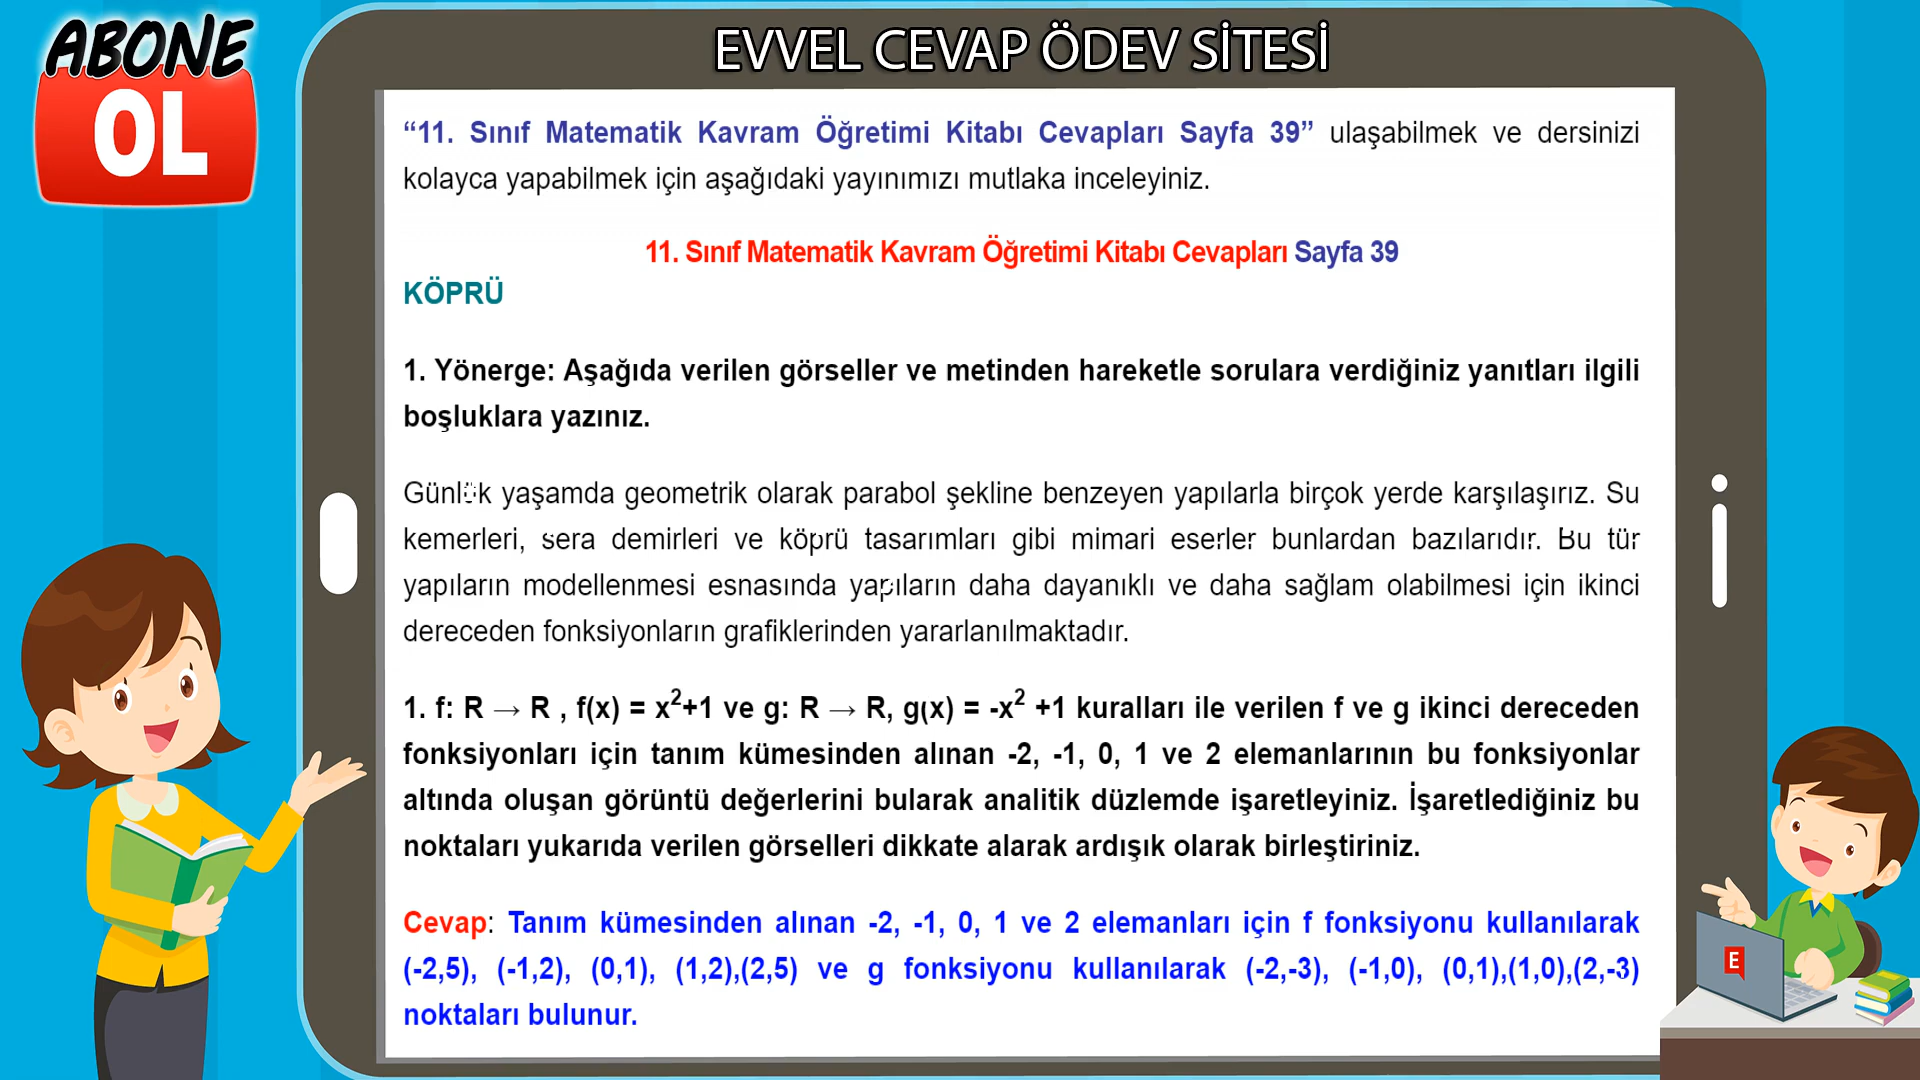 ABONE
OL
EVVEL CEVAP ÖDEV SİTESİ
“11. Sınıf Matematik Kavram Öğretimi Kitabı Cevapları Sayfa 39” ulaşabilmek ve dersinizi
kolayca yapabilmek için aşağıdaki yayınımızı mutlaka inceleyiniz.
11. Sınıf Matematik Kavram Öğretimi Kitabı Cevapları Sayfa 39
KÖPRÜ
1. Yönerge: Aşağıda verilen görseller ve metinden hareketle sorulara verdiğiniz yanıtları ilgili
boşluklara yazınız.
Günlük yaşamda geometrik olarak parabol şekline benzeyen yapılarla birçok yerde karşılaşırız. Su
kemerleri, sera demirleri ve köprü tasarımları gibi mimari eserler bunlardan bazılarıdır. Bu tür
yapıların modellenmesi esnasında yapıların daha dayanıklı ve daha sağlam olabilmesi için ikinci
dereceden fonksiyonların grafiklerinden yararlanılmaktadır.
1. f: R → R , f(x) = x²+1 ve g: R → R, g(x) = -x² +1 kuralları ile verilen f ve g ikinci dereceden
fonksiyonları için tanım kümesinden alınan -2, -1, 0, 1 ve 2 elemanlarının bu fonksiyonlar
altında oluşan görüntü değerlerini bularak analitik düzlemde işaretleyiniz. İşaretlediğiniz bu
noktaları yukarıda verilen görselleri dikkate alarak ardışık olarak birleştiriniz.
Cevap: Tanım kümesinden alınan -2, -1, 0, 1 ve 2 elemanları için f fonksiyonu kullanılarak
(-2,5), (-1,2), (0,1), (1,2),(2,5) ve g fonksiyonu kullanılarak (-2,-3), (-1,0), (0,1),(1,0),(2,-3)
noktaları bulunur.
E